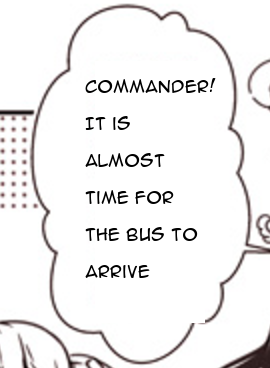 COMMANDER!
IT IS
ALMOST
TIME FOR
THE BUS TO
ARRIVE